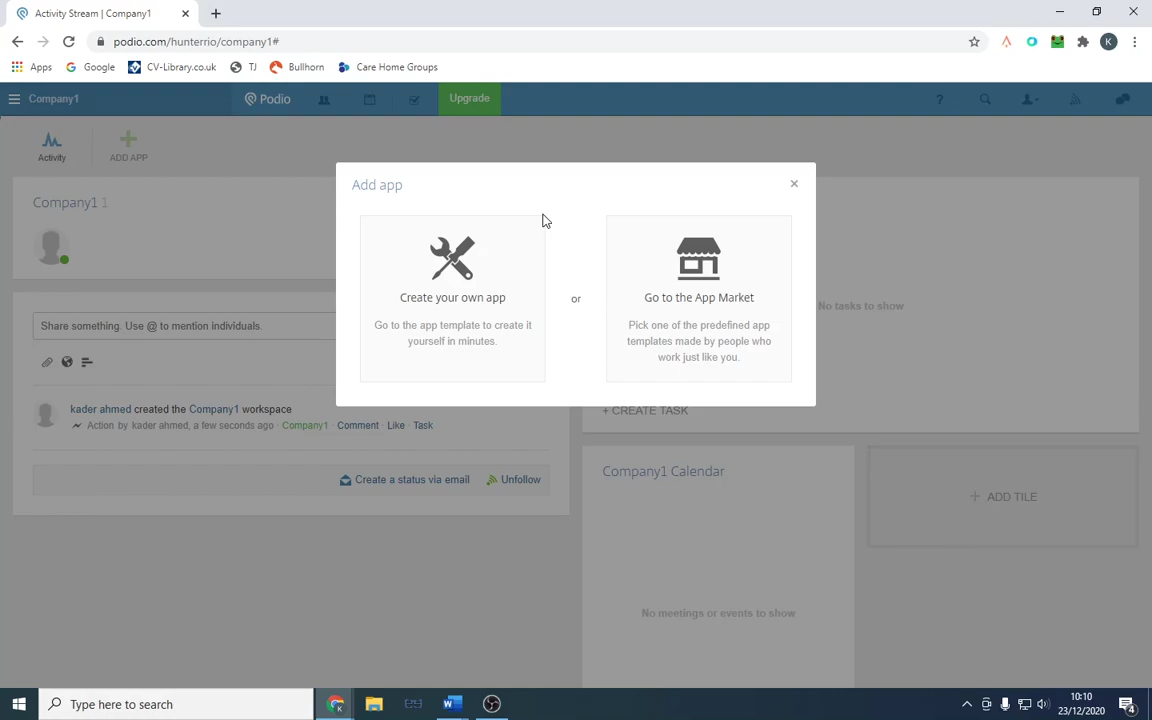 Activity Stream | Company1
podio.com/hunterrio/company1#
K
Apps
Google
CV-Library.co.uk
TJ
Bullhorn
Care Home Groups
Company1
Podio
Upgrade
?
Activity
ADD APP
Company1 1
Share something. Use @ to mention individuals.
kader ahmed created the Company1 workspace
Action by kader ahmed, a few seconds ago · Company1 · Comment · Like · Task
Create a status via email
Unfollow
Add app
Create your own app
Go to the app template to create it
yourself in minutes.
or
Go to the App Market
Pick one of the predefined app
templates made by people who
work just like you.
No tasks to show
+ CREATE TASK
Company1 Calendar
No meetings or events to show
+ ADD TILE
Type here to search
10:10
23/12/2020
4